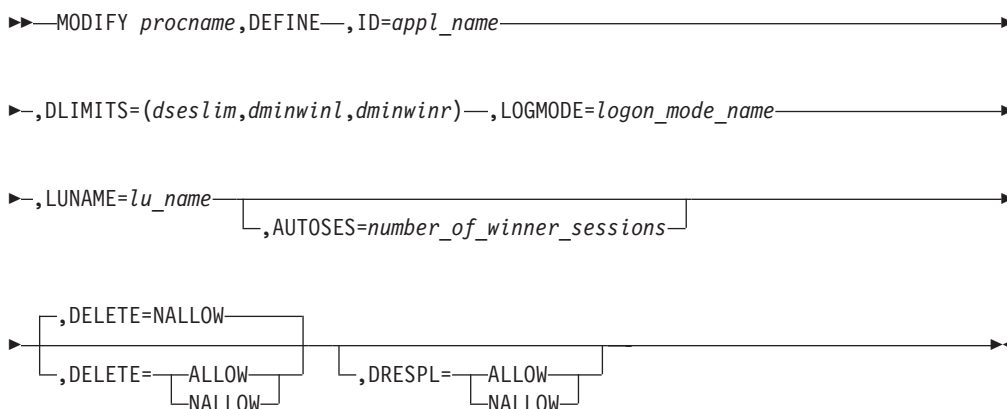 MODIFY procname,DEFINE ,ID=appl_name
,DLIMITS=(dseslim,dminwinl,dminwinr) ,LOGMODE=logon_mode_name
,LUNAME=lu_name
,AUTOSES=number_of_winner_sessions
,DELETE=NALLOW
,DELETE= ALLOW ,DRESPL= ALLOW
NALLOW NALLOW